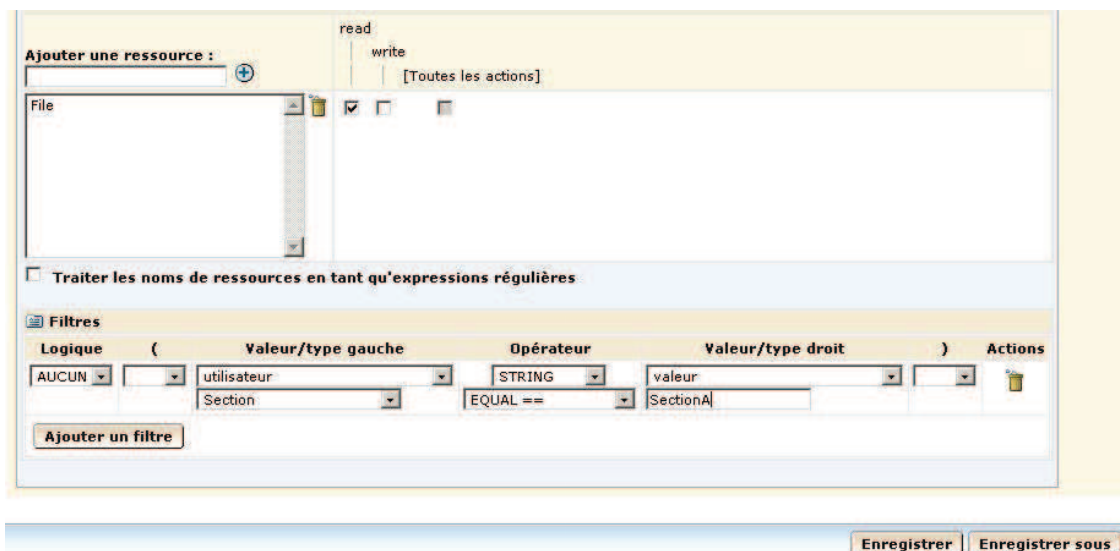 read
write
Ajouter une ressource :
[Toutes les actions]
File
Traiter les noms de ressources en tant qu'expressions régulières
Filtres
Logique ( Valeur/type gauche Opérateur Valeur/type droit ) Actions
AUCUN utilisateur STRING valeur
Section EQUAL == SectionA
Ajouter un filtre
Enregistrer Enregistrer sous